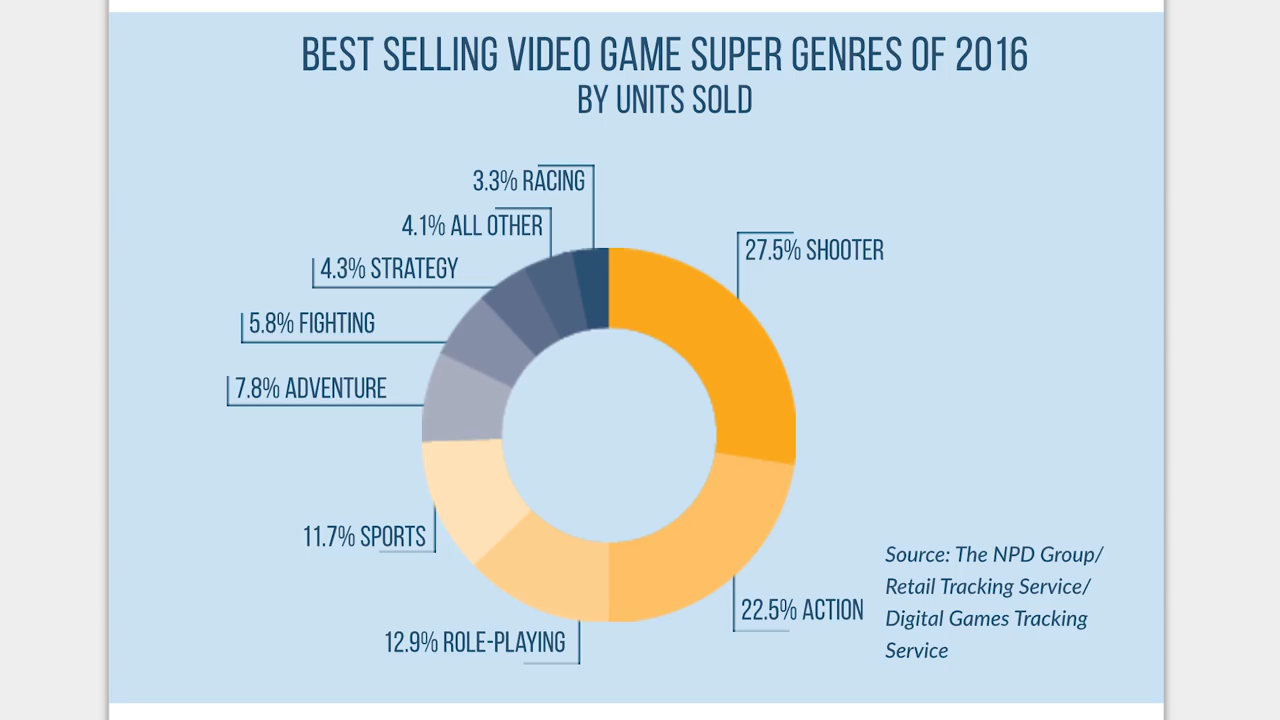 BEST SELLING VIDEO GAME SUPER GENRES OF 2016
BY UNITS SOLD
3.3% RACING
4.1% ALL OTHER
27.5% SHOOTER
4.3% STRATEGY
5.8% FIGHTING
7.8% ADVENTURE
11.7% SPORTS
22.5% ACTION
12.9% ROLE-PLAYING
Source: The NPD Group/
Retail Tracking Service/
Digital Games Tracking
Service